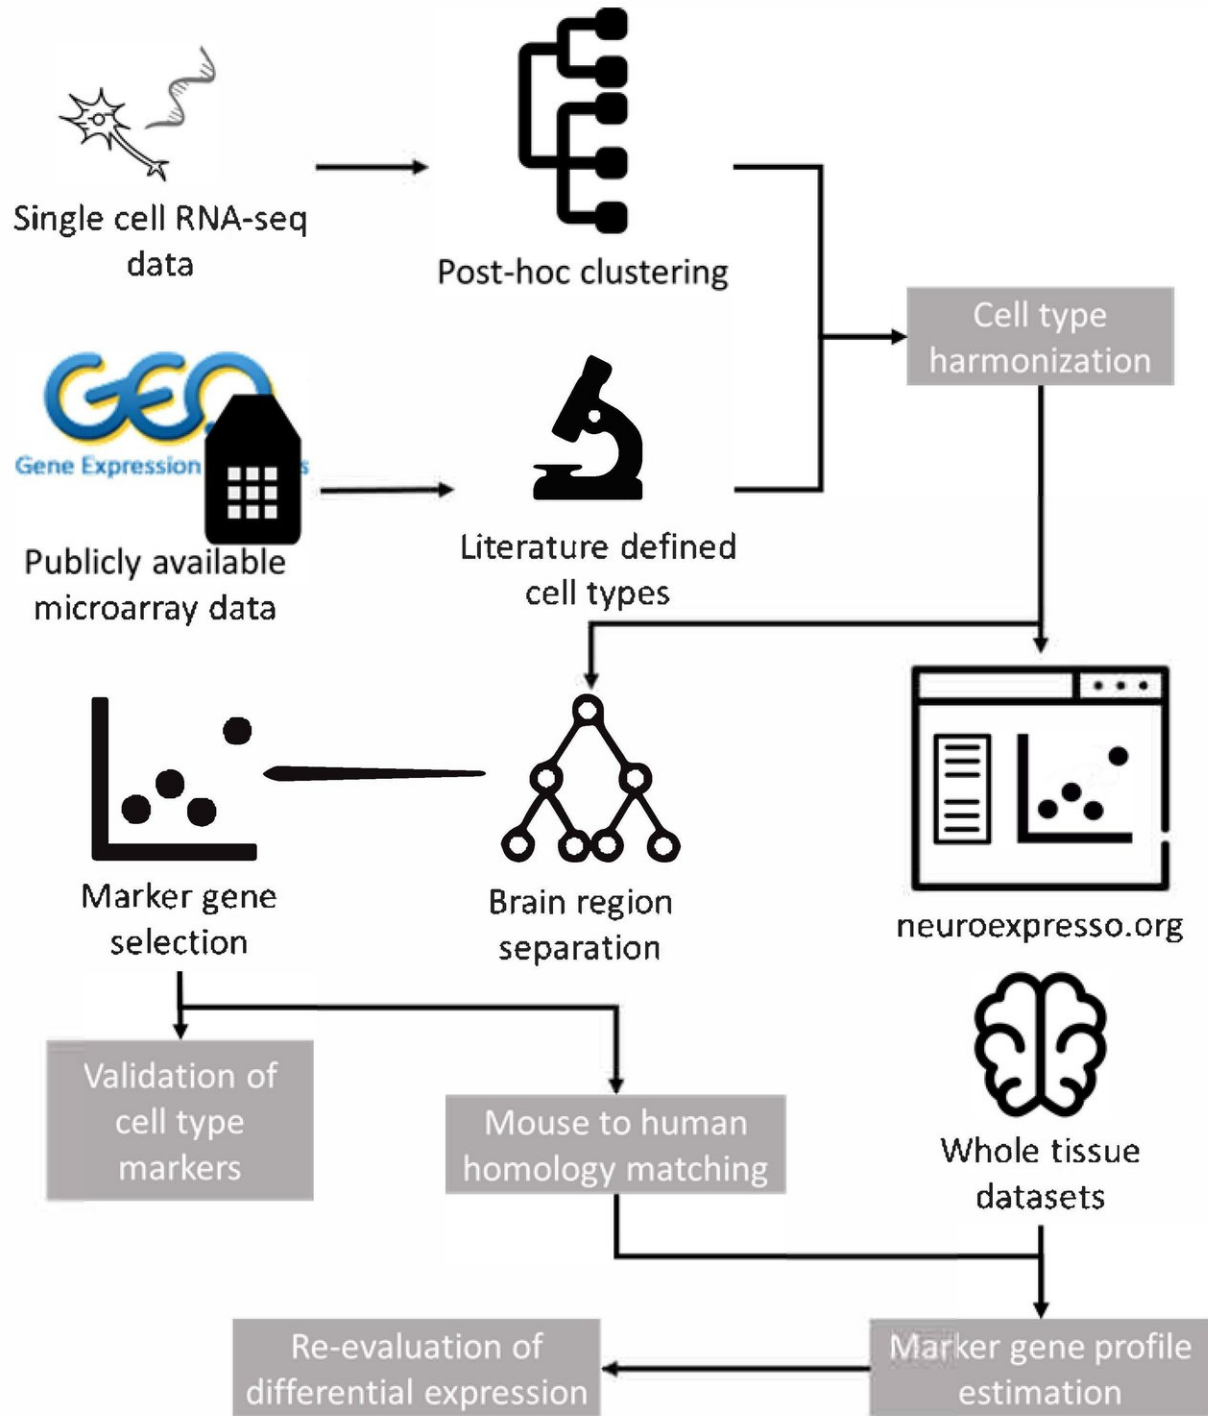 Single cell RNA-seq
data
Post-hoc clustering
Cell type
harmonization
GEO
Gene Expression
Publicly available
microarray data
Literature defined
cell types
Marker gene
selection
Brain region
separation
neuroexpresso.org
Validation of
cell type
markers
Mouse to human
homology matching
Whole tissue
datasets
Re-evaluation of
differential expression
Marker gene profile
estimation